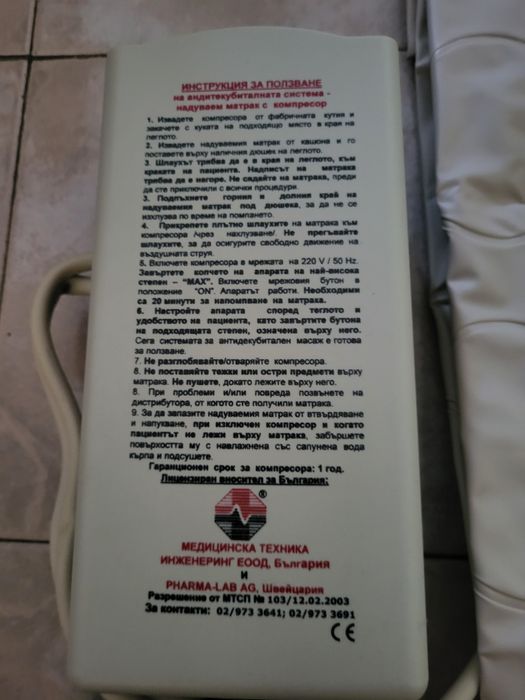 ИНСТРУКЦИЯ ЗА ПОЛЗВАНЕ
на андитекубиталната система -
надуваем матрак с компресор
1. Извадете компресора от фабричната кутия и
закачете с куката на подходящо място в края на
леглото.
2. Извадете надуваемия матрак от кашона и го
поставете върху наличния дюшек на леглото.
3. Шлаухът трябва да е в края на леглото, към
краката на пациента. Надписът на матрака
трябва да е нагоре. Не сядайте на матрака, преди
да сте приключили с всички процедури.
3. Подпъхнете горния и долния край на
надуваемия матрак под дюшека, за да не се
изхлузва по време на помпането.
4. Прикрепете плътно шлаухите на матрака към
компресора /чрез нахлузване/. Не прегъвайте
шлаухите, за да осигурите свободно движение на
въздушната струя.
5. Включете компресора в мрежата на 220 V / 50 Hz.
Завъртете копчето на апарата на най-висока
степен – "MAX". Включете мрежовия бутон в
положение "ON". Апаратът работи. Необходими
са 20 минути за напомпване на матрака.
6. Настройте апарата според теглото и
удобството на пациента, като завъртите бутона
на подходящата степен, означена върху него.
Сега системата за антидекубитален масаж е готова
за ползване.
7. Не разглобявайте/отваряйте компресора.
8. Не поставяйте тежки или остри предмети върху
матрака. Не пушете, докато лежите върху него.
8. При проблеми и/или повреда позвънете на
дистрибутора, от когото сте получили матрака.
9. За да запазите надуваемия матрак от втвърдяване
и напукване, при изключен компресор и когато
пациентът не лежи върху матрака, забършете
повърхността му с навлажнена със сапунена вода
кърпа и подсушете.
Гаранционен срок за компресора: 1 год.
Лицензиран вносител за България:
®
МЕДИЦИНСКА ТЕХНИКА
ИНЖЕНЕРИНГ ЕООД, България
И
PHARMA-LAB AG, Швейцария
Разрешение от МТСП № 103/12.02.2003
За контакти: 02/973 3641; 02/973 3691
CE